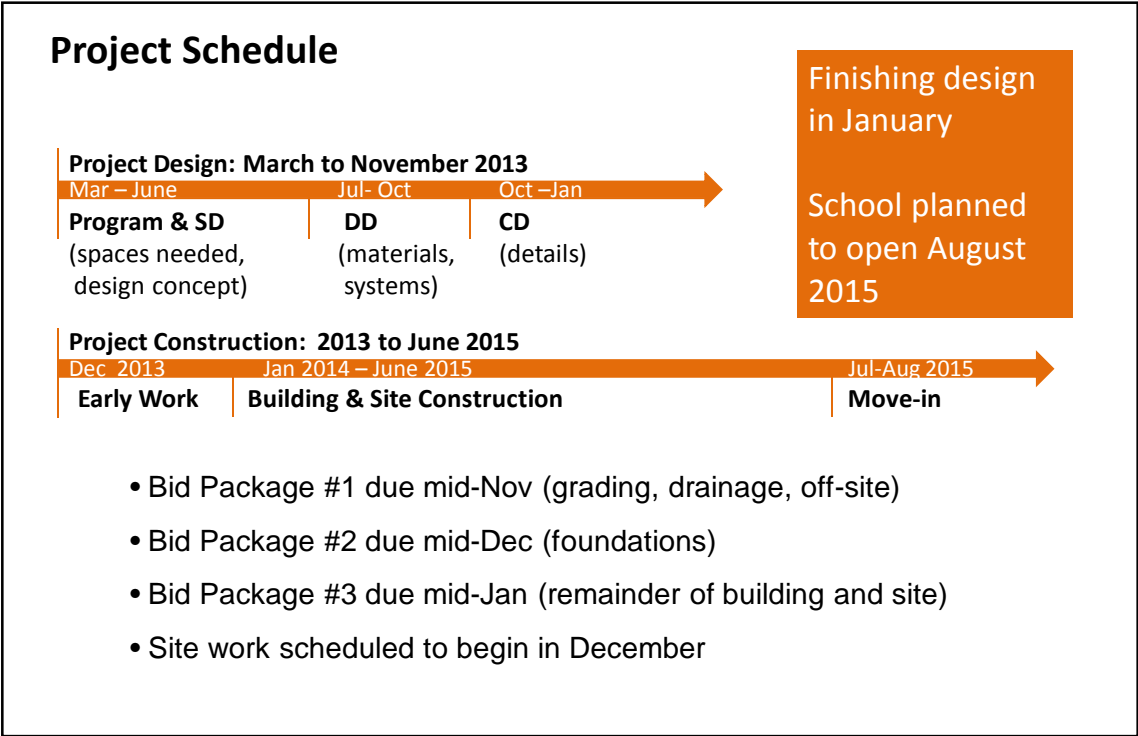 Project Schedule
Finishing design
in January
School planned
to open August
2015
Project Design: March to November 2013
Mar – June Jul- Oct Oct –Jan
Program & SD DD CD
(spaces needed, (materials, (details)
design concept) systems)
Project Construction: 2013 to June 2015
Dec 2013 Jan 2014 – June 2015 Jul-Aug 2015
Early Work Building & Site Construction Move-in
• Bid Package #1 due mid-Nov (grading, drainage, off-site)
• Bid Package #2 due mid-Dec (foundations)
• Bid Package #3 due mid-Jan (remainder of building and site)
• Site work scheduled to begin in December